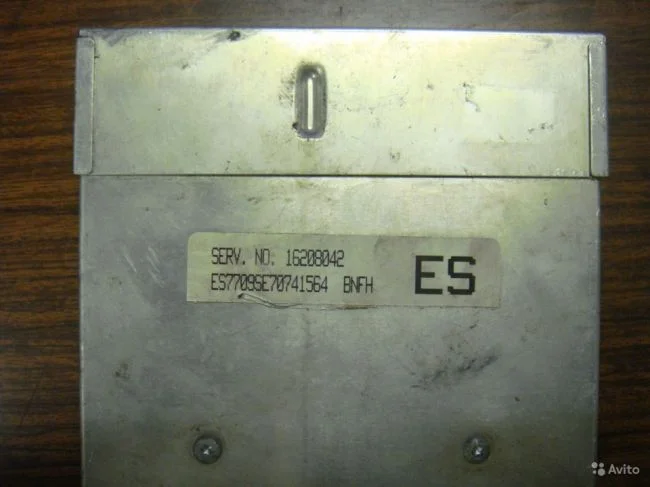 SERV. NO. 16208042
ES7709SE70741564 BNFH
ES
Avito